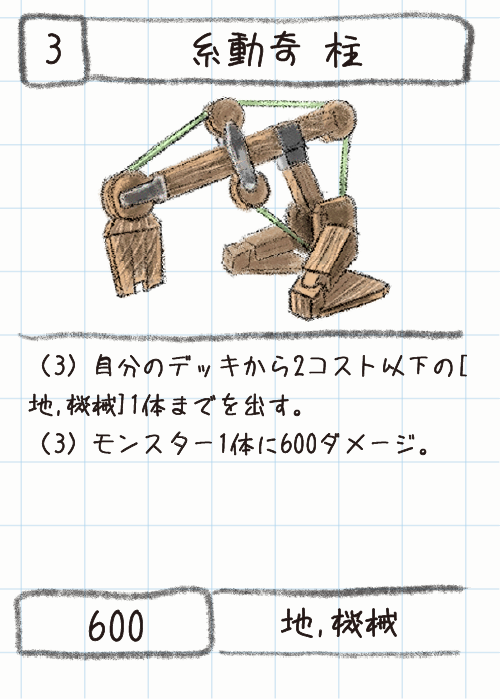 3
糸動奇 柱
(3) 自分のデッキから2コスト以下の[
地,機械]1体までを出す。
(3) モンスター1体に600ダメージ。
600
地,機械